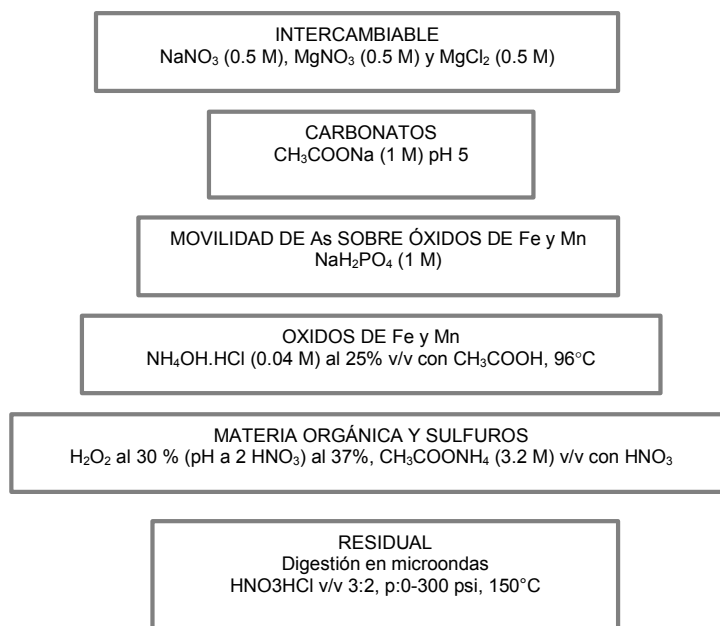 INTERCAMBIABLE
NaNO₃ (0.5 M), MgNO₃ (0.5 M) y MgCl₂ (0.5 M)
CARBONATOS
CH₃COONa (1 M) pH 5
MOVILIDAD DE As SOBRE ÓXIDOS DE Fe y Mn
NaH₂PO₄ (1 M)
OXIDOS DE Fe y Mn
NH₄OH.HCl (0.04 M) al 25% v/v con CH₃COOH, 96°C
MATERIA ORGÁNICA Y SULFUROS
H₂O₂ al 30 % (pH a 2 HNO₃) al 37%, CH₃COONH₄ (3.2 M) v/v con HNO₃
RESIDUAL
Digestión en microondas
HNO3HCl v/v 3:2, p:0-300 psi, 150°C